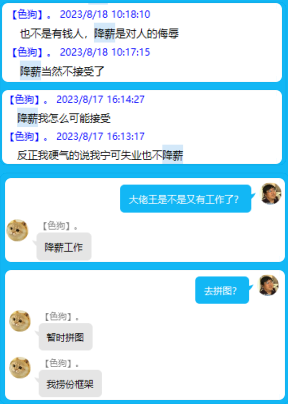 【色狗】。 2023/8/18 10:18:10
也不是有钱人，降薪是对人的侮辱
【色狗】。 2023/8/18 10:17:15
降薪当然不接受了
【色狗】。 2023/8/17 16:14:27
降薪我怎么可能接受
【色狗】。 2023/8/17 16:13:17
反正我硬气的说我宁可失业也不降薪
大佬王是不是又有工作了？
【色狗】。
降薪工作
去拼图？
【色狗】。
暂时拼图
【色狗】。
我捞份框架